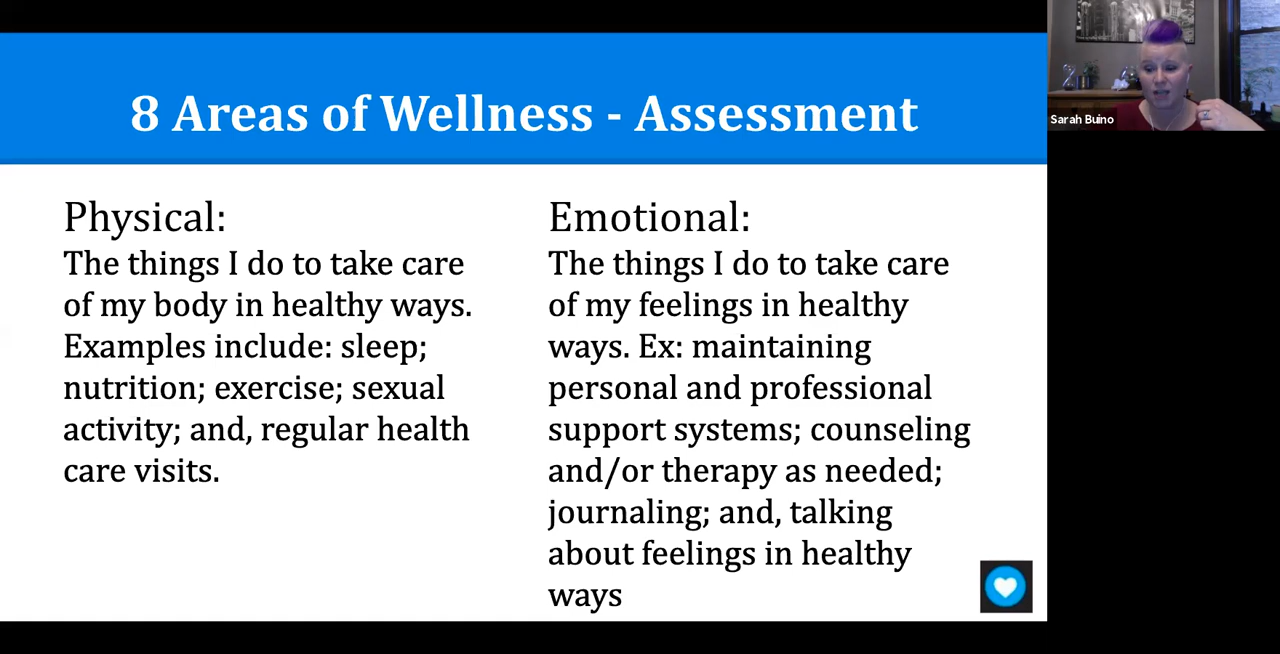 8 Areas of Wellness - Assessment
Sarah Buino
Physical:
The things I do to take care
of my body in healthy ways.
Examples include: sleep;
nutrition; exercise; sexual
activity; and, regular health
care visits.
Emotional:
The things I do to take care
of my feelings in healthy
ways. Ex: maintaining
personal and professional
support systems; counseling
and/or therapy as needed;
journaling; and, talking
about feelings in healthy
ways